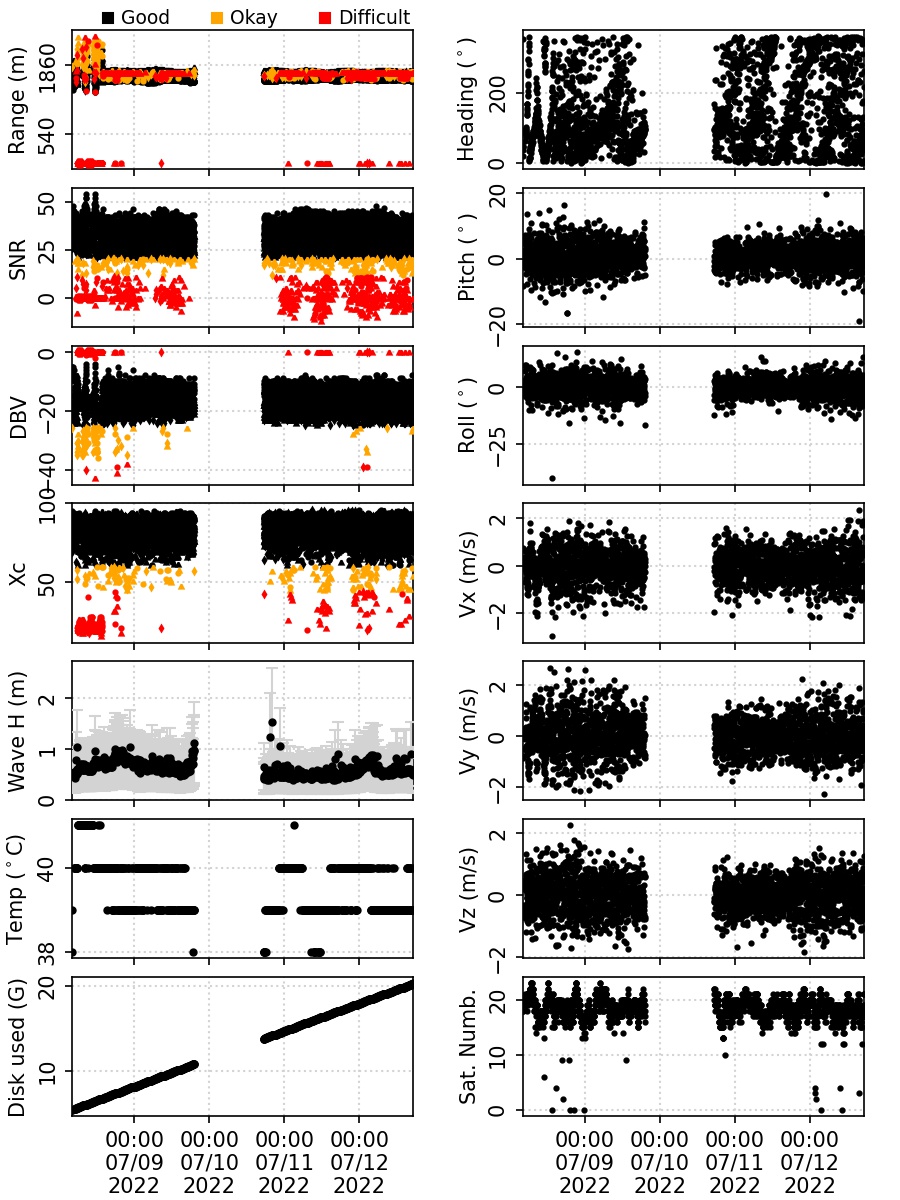 Good Okay Difficult
Range (m)
1860
540
Heading (°)
200
0
SNR
50
25
0
Pitch (°)
20
0
−20
DBV
0
−20
−40
Roll (°)
0
−25
Xc
100
50
Vx (m/s)
2
0
−2
Wave H (m)
2
1
0
Vy (m/s)
2
0
−2
Temp (°C)
40
38
Vz (m/s)
2
0
−2
Disk used (G)
20
10
Sat. Numb.
20
10
0
00:00 00:00 00:00 00:00
07/09 07/10 07/11 07/12
2022 2022 2022 2022
00:00 00:00 00:00 00:00
07/09 07/10 07/11 07/12
2022 2022 2022 2022